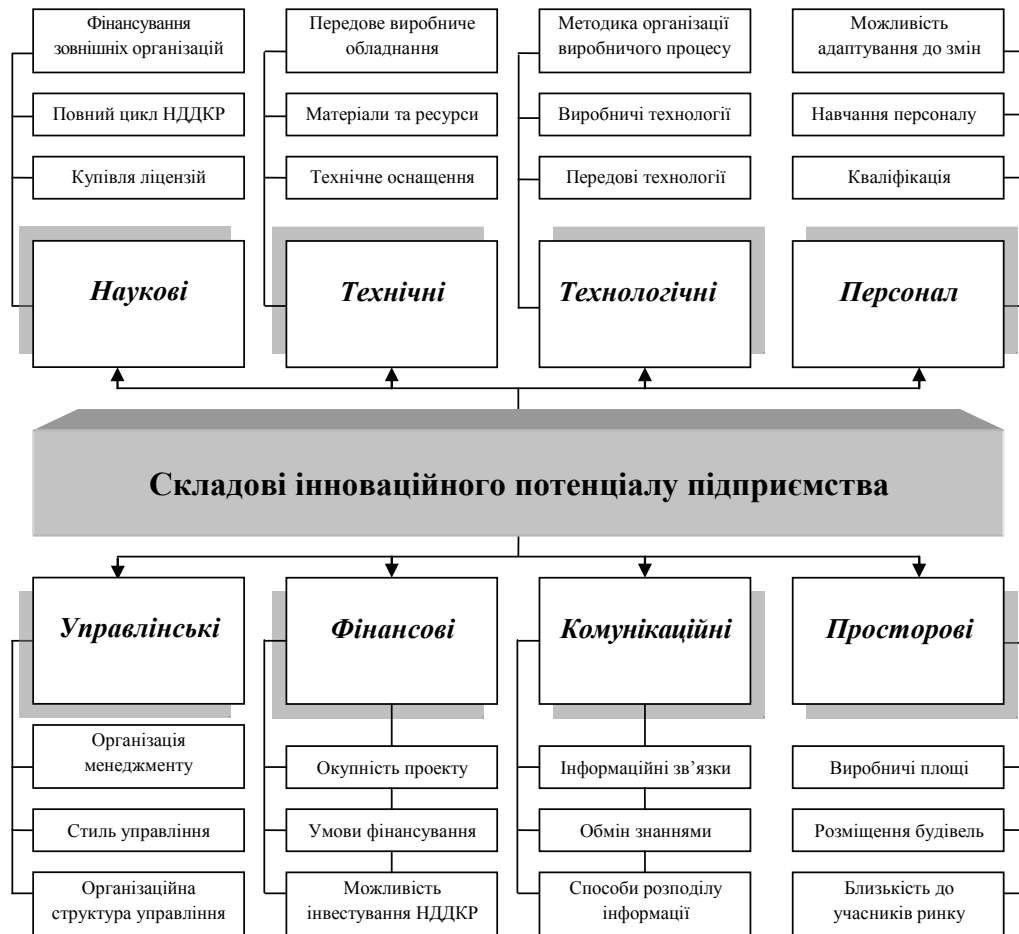 Фінансування
зовнішніх організацій
Повний цикл НДДКР
Купівля ліцензій
Наукові
Передове виробниче
обладнання
Матеріали та ресурси
Технічне оснащення
Технічні
Методика організації
виробничого процесу
Виробничі технології
Передові технології
Технологічні
Можливість
адаптування до змін
Навчання персоналу
Кваліфікація
Персонал
Складові інноваційного потенціалу підприємства
Управлінські
Організація
менеджменту
Стиль управління
Організаційна
структура управління
Фінансові
Окупність проекту
Умови фінансування
Можливість
інвестування НДДКР
Комунікаційні
Інформаційні зв’язки
Обмін знаннями
Способи розподілу
інформації
Просторові
Виробничі площі
Розміщення будівель
Близькість до
учасників ринку